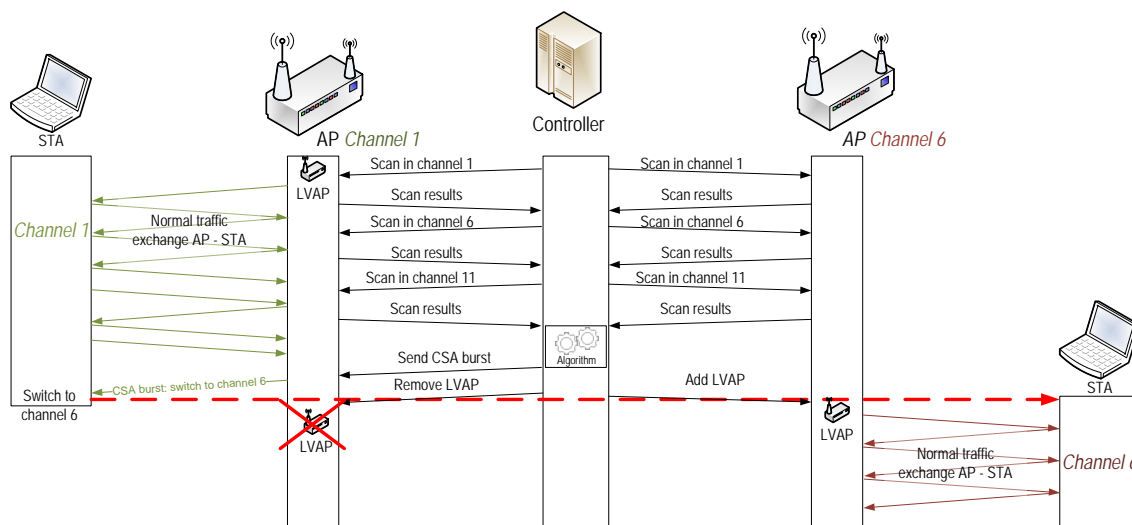 STA
AP Channel 1
Controller
AP Channel 6
LVAP
Scan in channel 1
Scan in channel 1
Scan results
Scan results
Channel 1
Normal traffic
exchange AP - STA
Scan in channel 6
Scan in channel 6
Scan results
Scan results
Scan in channel 11
Scan in channel 11
Scan results
Scan results
Algorithm
Send CSA burst
CSA burst: switch to channel 6
Remove LVAP
Add LVAP
STA
Switch to
channel 6
LVAP
LVAP
Normal traffic
exchange AP - STA
Channel 6